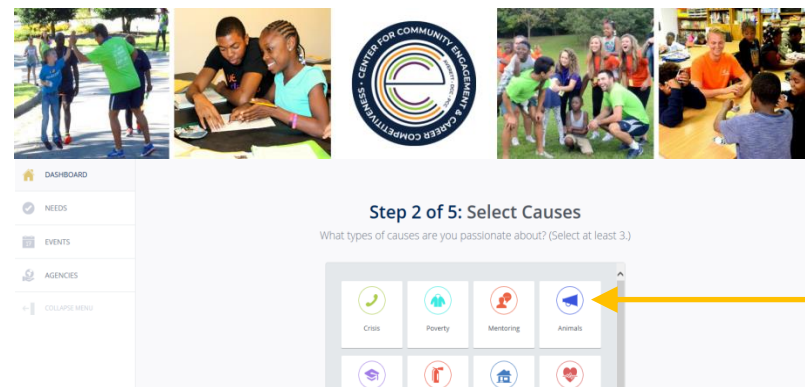 CENTER FOR COMMUNITY ENGAGEMENT & CAREER COMPETITIVENESS
DASHBOARD
NEEDS
EVENTS
AGENCIES
COLLAPSE MENU
Step 2 of 5: Select Causes
What types of causes are you passionate about? (Select at least 3.)
Crisis
Poverty
Mentoring
Animals